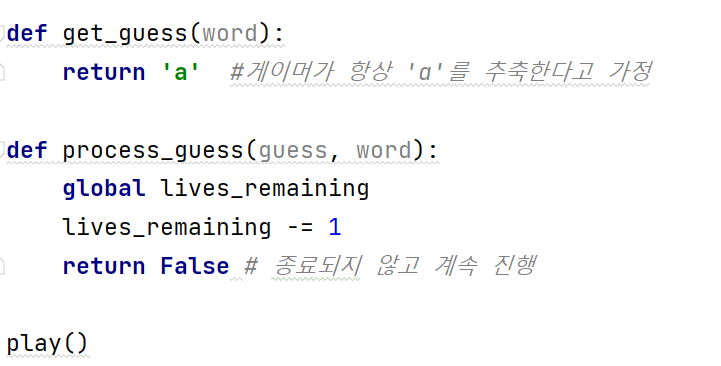 def get_guess(word):
    return 'a'  #게이머가 항상 'a'를 추축한다고 가정
def process_guess(guess, word):
    global lives_remaining
    lives_remaining -= 1
    return False # 종료되지 않고 계속 진행
play()